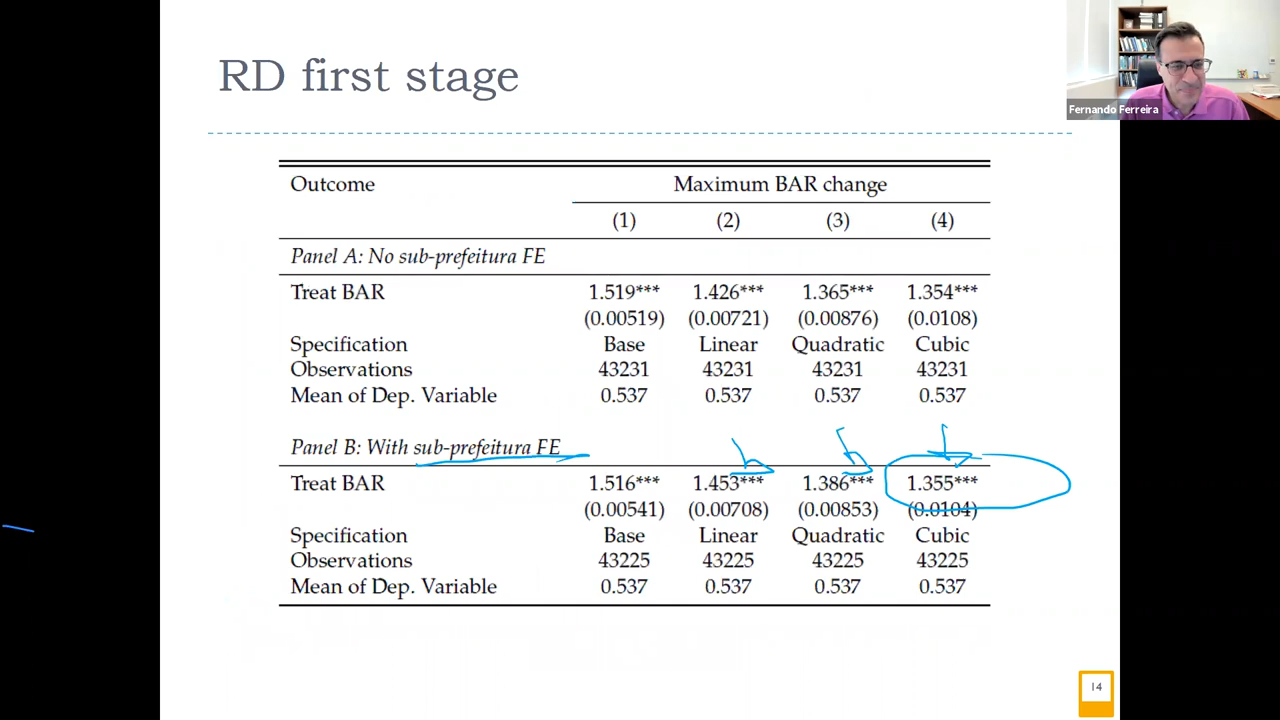 RD first stage
Fernando Ferreira
Outcome Maximum BAR change
(1) (2) (3) (4)
Panel A: No sub-prefeitura FE
Treat BAR 1.519*** 1.426*** 1.365*** 1.354***
(0.00519) (0.00721) (0.00876) (0.0108)
Specification Base Linear Quadratic Cubic
Observations 43231 43231 43231 43231
Mean of Dep. Variable 0.537 0.537 0.537 0.537
Panel B: With sub-prefeitura FE
Treat BAR 1.516*** 1.453*** 1.386*** 1.355***
(0.00541) (0.00708) (0.00853) (0.0104)
Specification Base Linear Quadratic Cubic
Observations 43225 43225 43225 43225
Mean of Dep. Variable 0.537 0.537 0.537 0.537
14